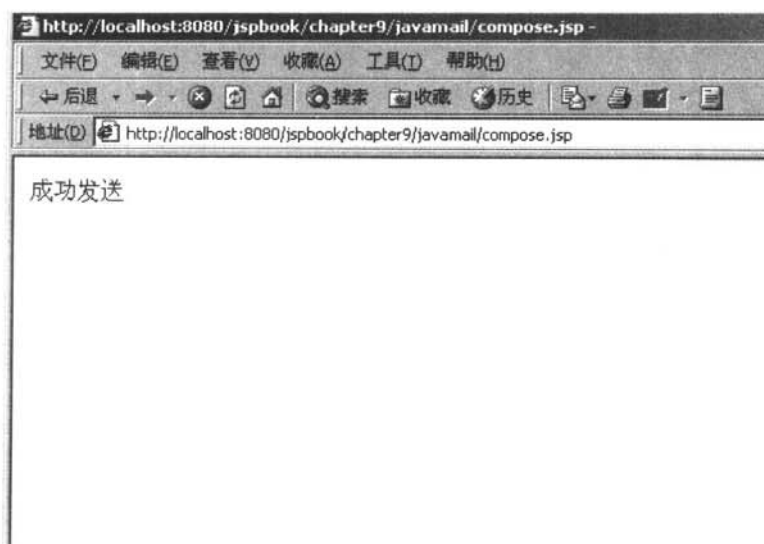 http://localhost:8080/jspbook/chapter9/javamail/compose.jsp -
文件(F) 编辑(E) 查看(V) 收藏(A) 工具(T) 帮助(H)
后退 搜索 收藏 历史
地址(D) http://localhost:8080/jspbook/chapter9/javamail/compose.jsp
成功发送